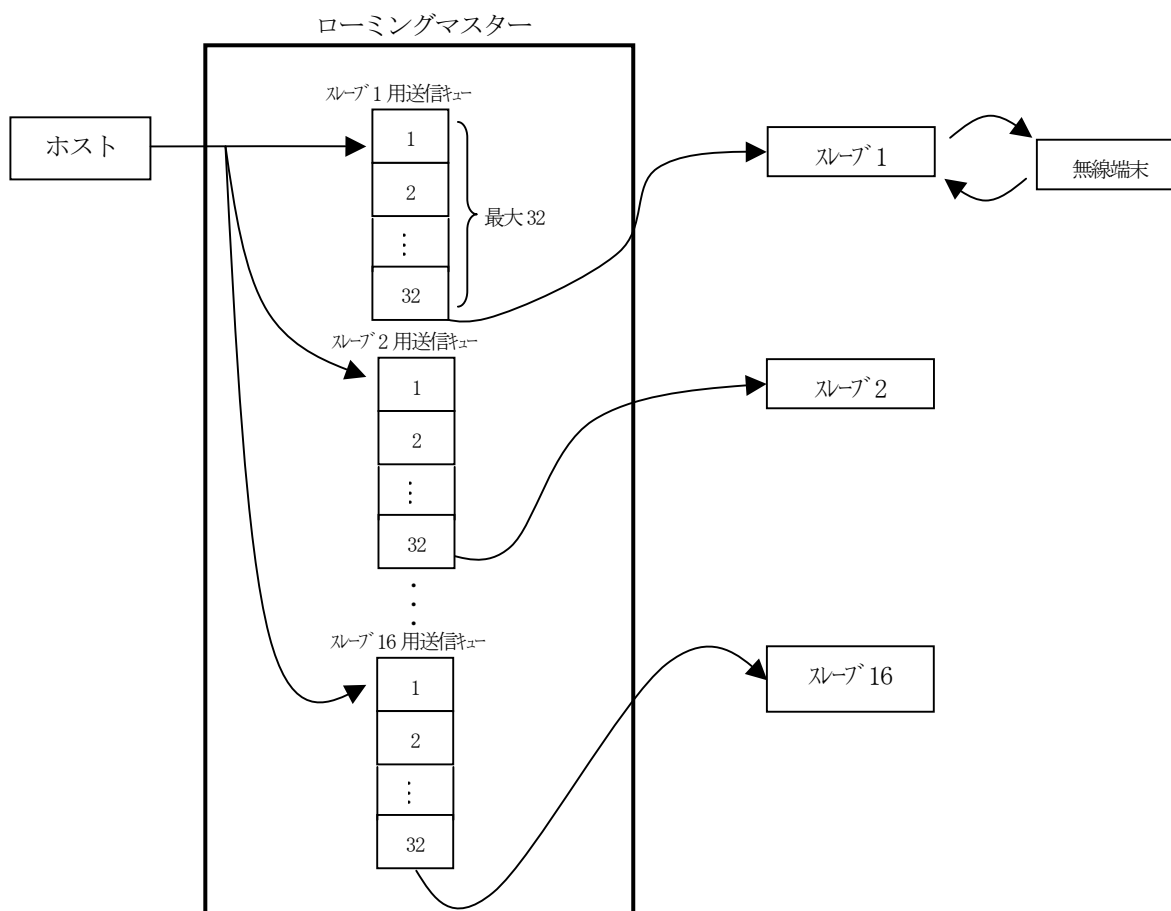 ローミングマスター
ｽﾚｰﾌﾞ1 用送信ｷｭｰ
ホスト
1
2
⋮
32
最大 32
ｽﾚｰﾌﾞ1
無線端末
ｽﾚｰﾌﾞ2 用送信ｷｭｰ
1
2
⋮
32
ｽﾚｰﾌﾞ2
ｽﾚｰﾌﾞ16 用送信ｷｭｰ
1
2
⋮
32
ｽﾚｰﾌﾞ16